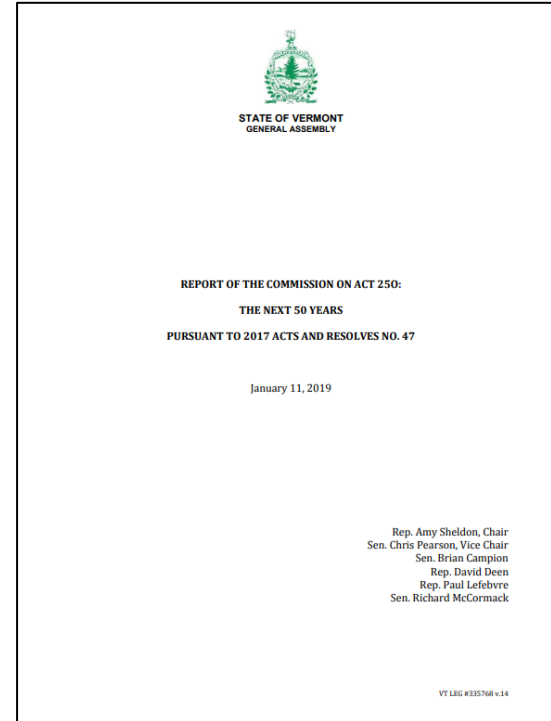 STATE OF VERMONT
GENERAL ASSEMBLY
REPORT OF THE COMMISSION ON ACT 250:
THE NEXT 50 YEARS
PURSUANT TO 2017 ACTS AND RESOLVES NO. 47
January 11, 2019
Rep. Amy Sheldon, Chair
Sen. Chris Pearson, Vice Chair
Sen. Brian Campion
Rep. David Deen
Rep. Paul Lefebvre
Sen. Richard McCormack
VT LEG #335768 v.14